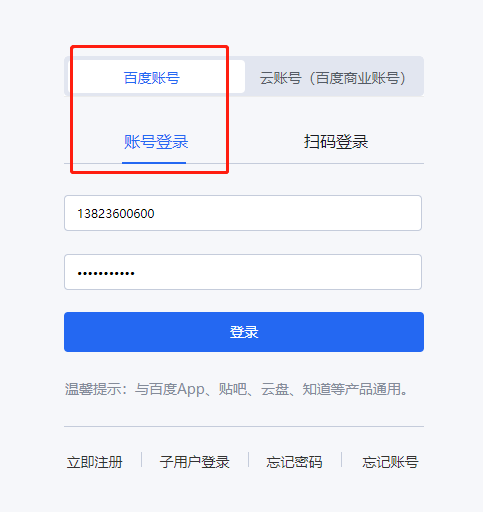 百度账号 云账号（百度商业账号）
账号登录 扫码登录
13823600600
•••••••••••
登录
温馨提示：与百度App、贴吧、云盘、知道等产品通用。
立即注册 子用户登录 忘记密码 忘记账号